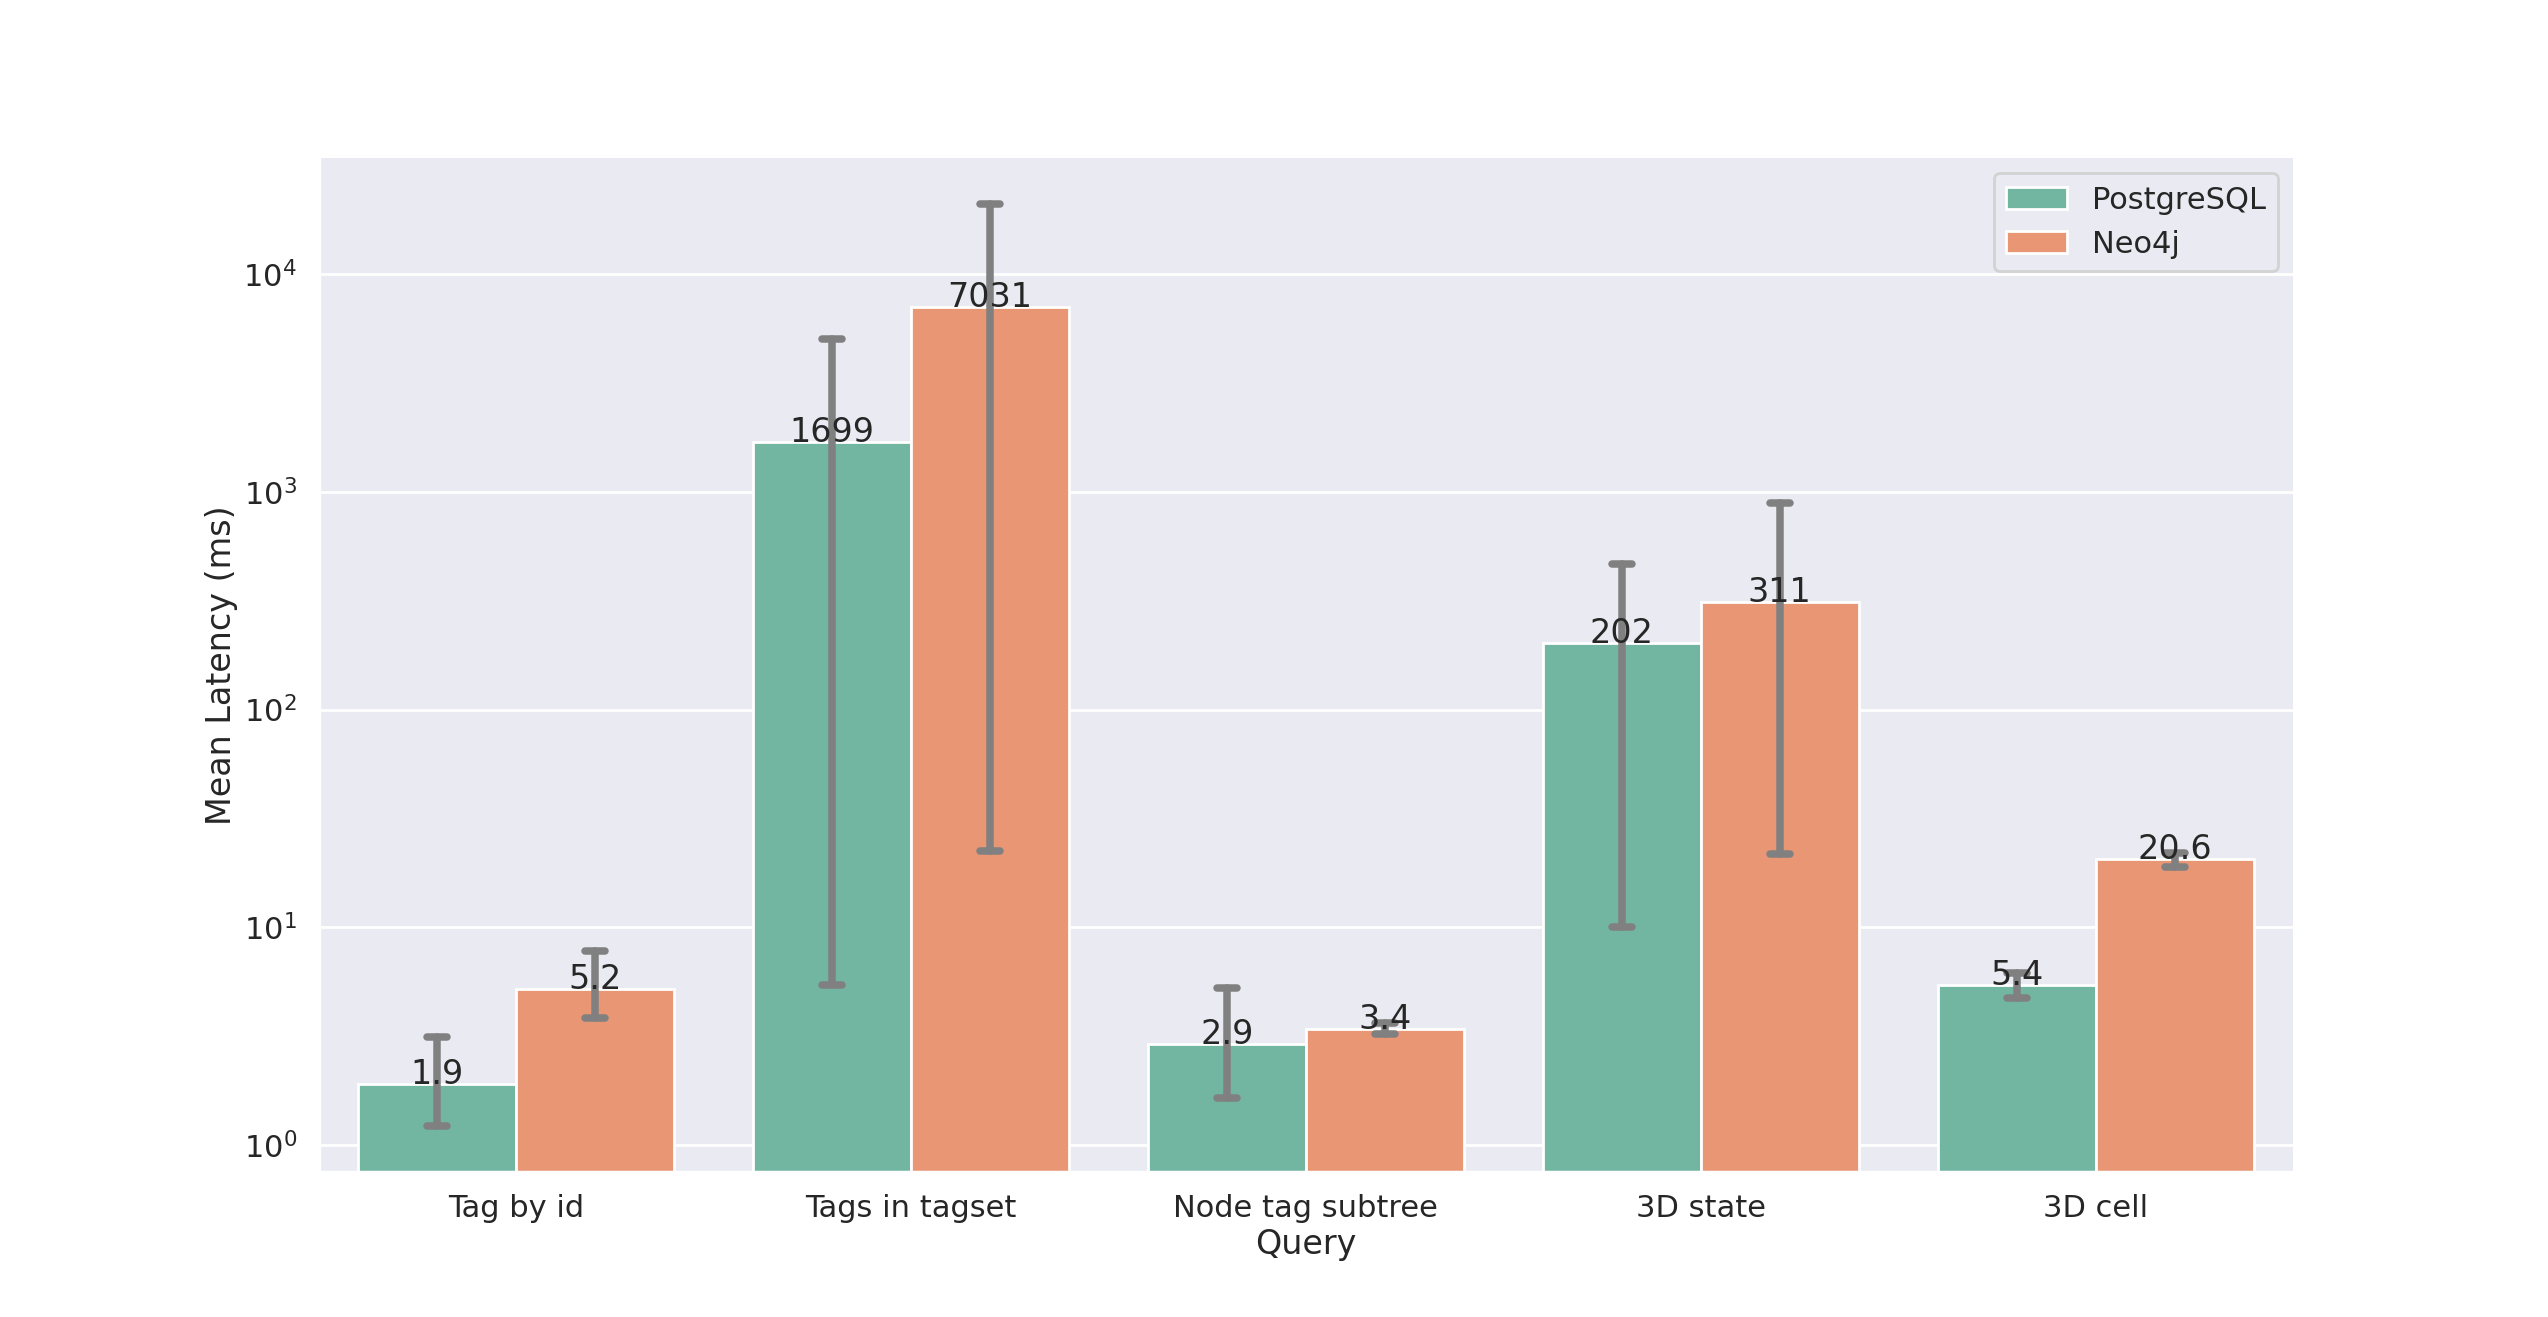 PostgreSQL
Neo4j
10⁴
10³
10²
10¹
10⁰
Mean Latency (ms)
1.9
5.2
1699
7031
2.9
3.4
202
311
5.4
20.6
Tag by id
Tags in tagset
Node tag subtree
3D state
3D cell
Query